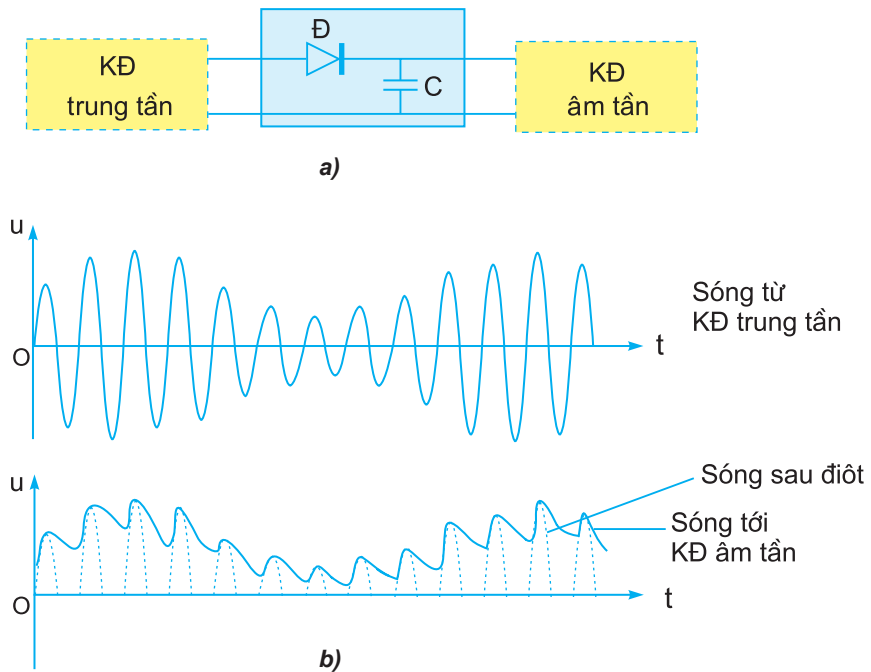 Đ
KĐ
trung tần
C
KĐ
âm tần
a)
u
O
t
Sóng từ
KĐ trung tần
u
O
t
Sóng sau điôt
Sóng tới
KĐ âm tần
b)